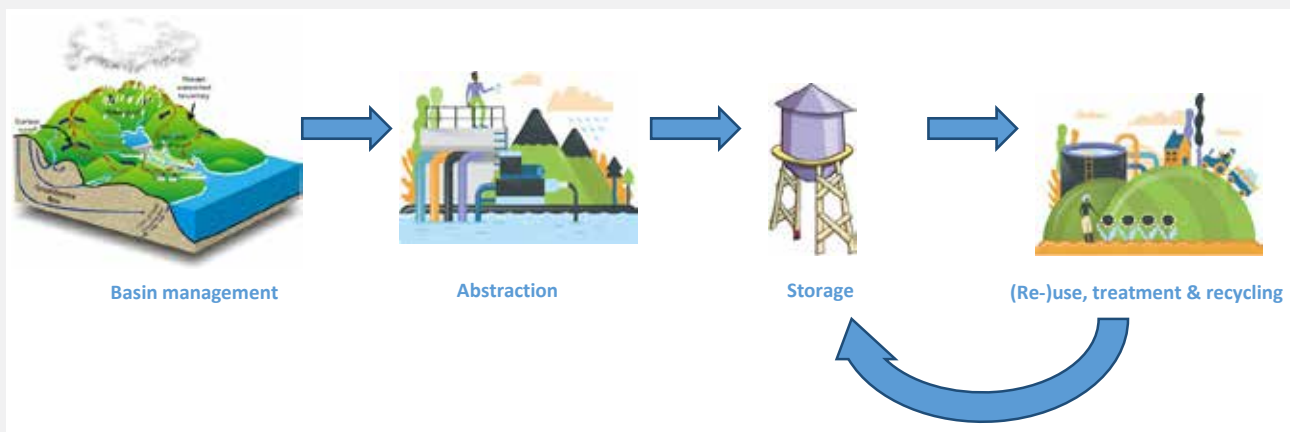 Basin management
Abstraction
Storage
(Re-)use, treatment & recycling